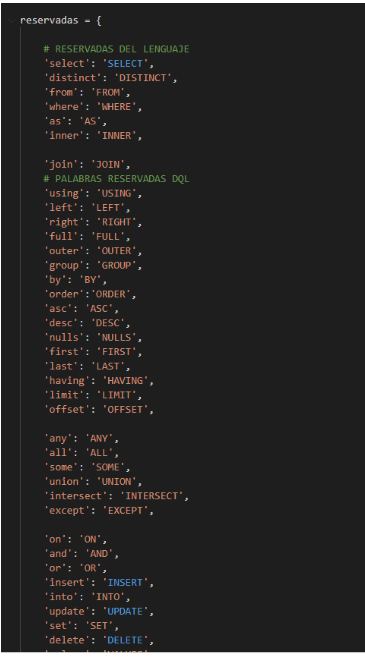 reservadas = {
# RESERVADAS DEL LENGUAJE
'select': 'SELECT',
'distinct': 'DISTINCT',
'from': 'FROM',
'where': 'WHERE',
'as': 'AS',
'inner': 'INNER',
'join': 'JOIN',
# PALABRAS RESERVADAS DQL
'using': 'USING',
'left': 'LEFT',
'right': 'RIGHT',
'full': 'FULL',
'outer': 'OUTER',
'group': 'GROUP',
'by': 'BY',
'order':'ORDER',
'asc': 'ASC',
'desc': 'DESC',
'nulls': 'NULLS',
'first': 'FIRST',
'last': 'LAST',
'having': 'HAVING',
'limit': 'LIMIT',
'offset': 'OFFSET',
'any': 'ANY',
'all': 'ALL',
'some': 'SOME',
'union': 'UNION',
'intersect': 'INTERSECT',
'except': 'EXCEPT',
'on': 'ON',
'and': 'AND',
'or': 'OR',
'insert': 'INSERT',
'into': 'INTO',
'update': 'UPDATE',
'set': 'SET',
'delete': 'DELETE',